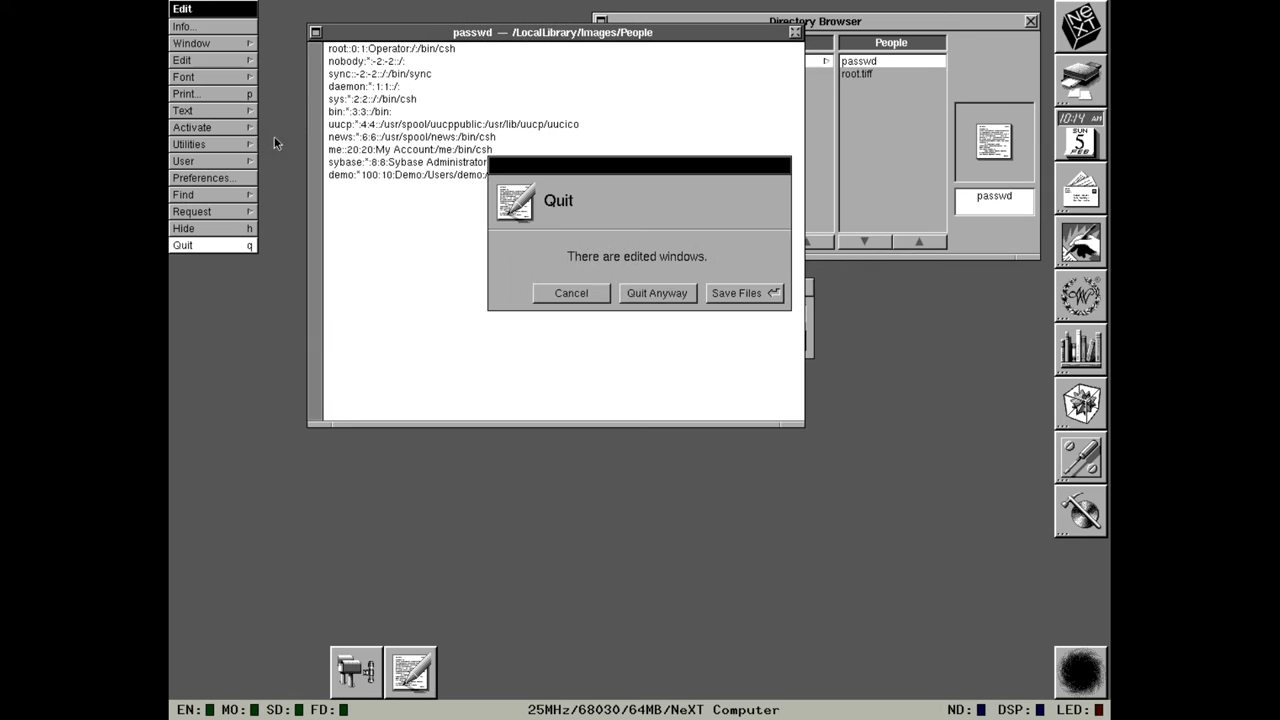 Edit
Info...
Window
Edit
Font
Print... p
Text
Activate
Utilities
User
Preferences...
Find
Request
Hide h
Quit q
passwd — /LocalLibrary/Images/People
root::0:1:Operator:/:/bin/csh
nobody:*:-2:-2::/:
sync::-2:-2::/:/bin/sync
daemon:*:1:1::/:
sys:*:2:2::/:/bin/csh
bin:*:3:3::/bin:
uucp:*:4:4::/usr/spool/uucppublic:/usr/lib/uucp/uucico
news:*:6:6::/usr/spool/news:/bin/csh
me::20:20:My Account:/me:/bin/csh
sybase:*:8:8:Sybase Administrator
demo:*100:10:Demo:/Users/demo:/
Quit
There are edited windows.
Cancel Quit Anyway Save Files
Directory Browser
People
passwd
root.tiff
passwd
NeXT
10:14 AM
SUN
5
FEB
EN: MO: SD: FD: 25MHz/68030/64MB/NeXT Computer ND: DSP: LED: